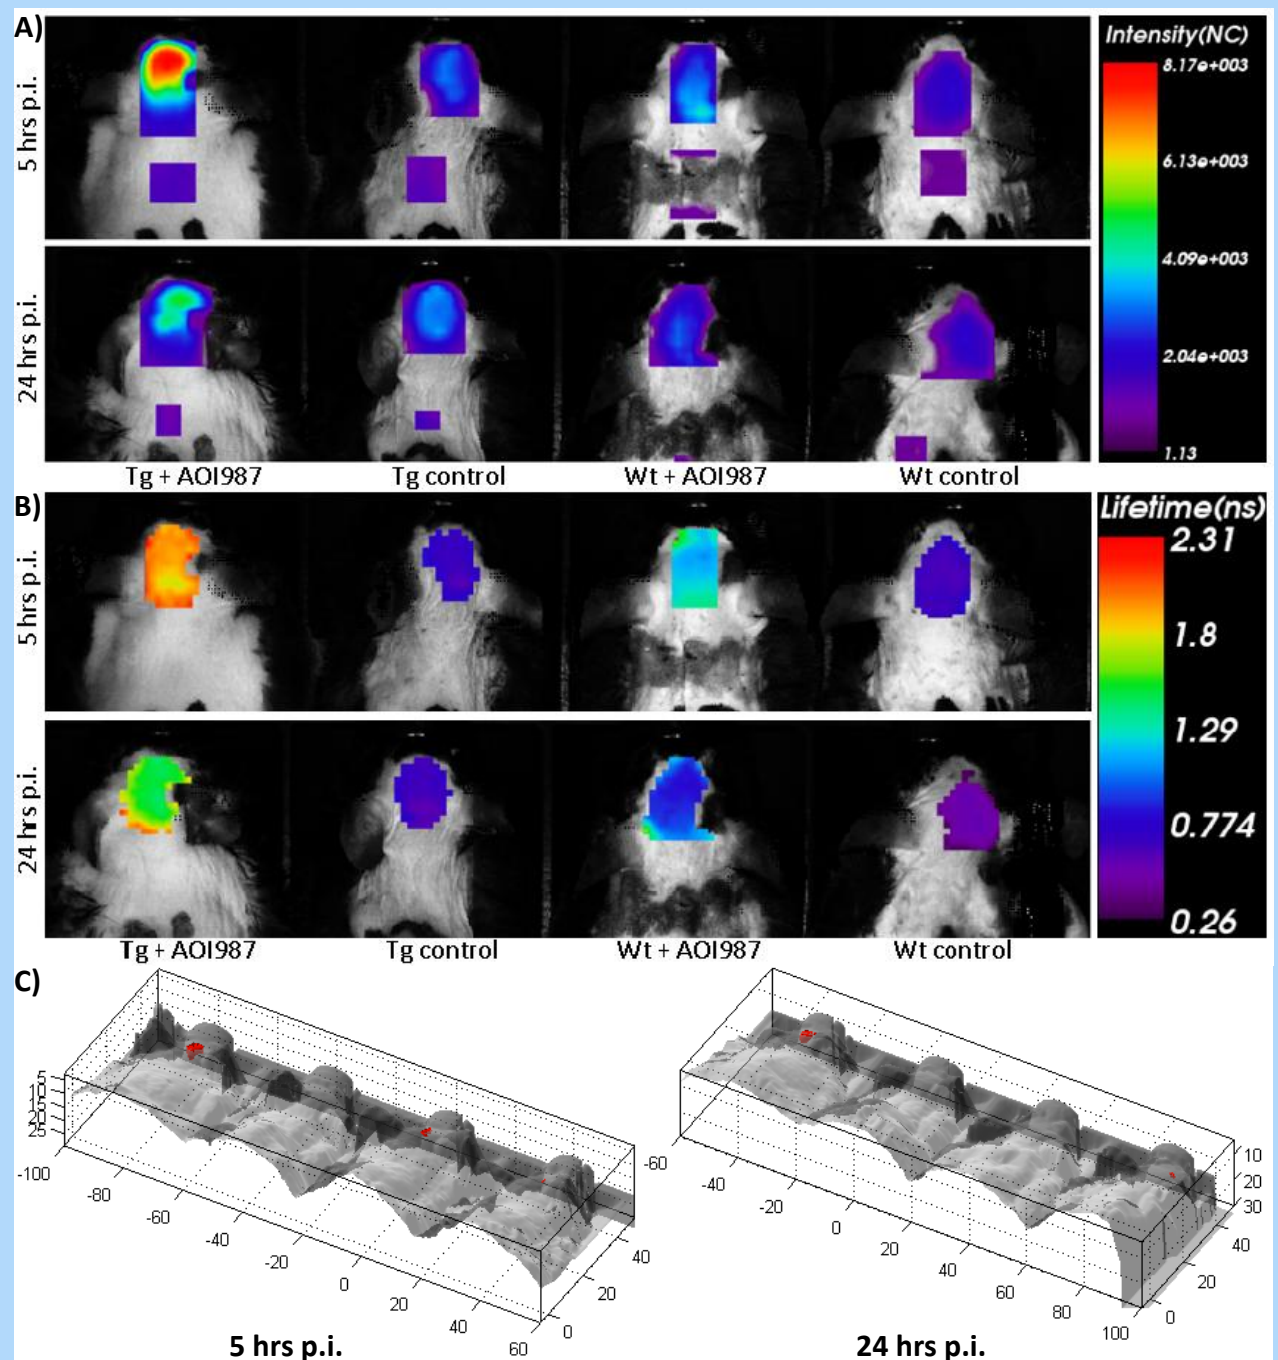 A)
5 hrs p.i.
24 hrs p.i.
Intensity(NC)
8.17e+003
6.13e+003
4.09e+003
2.04e+003
1.13
Tg + AOI987
Tg control
Wt + AOI987
Wt control
B)
5 hrs p.i.
24 hrs p.i.
Lifetime(ns)
2.31
1.8
1.29
0.774
0.26
Tg + AOI987
Tg control
Wt + AOI987
Wt control
C)
5
10
15
20
25
-100
-80
-60
-40
-20
0
20
40
60
0
20
40
5 hrs p.i.
-60
-40
-20
0
20
40
60
80
100
0
20
40
10
20
30
24 hrs p.i.